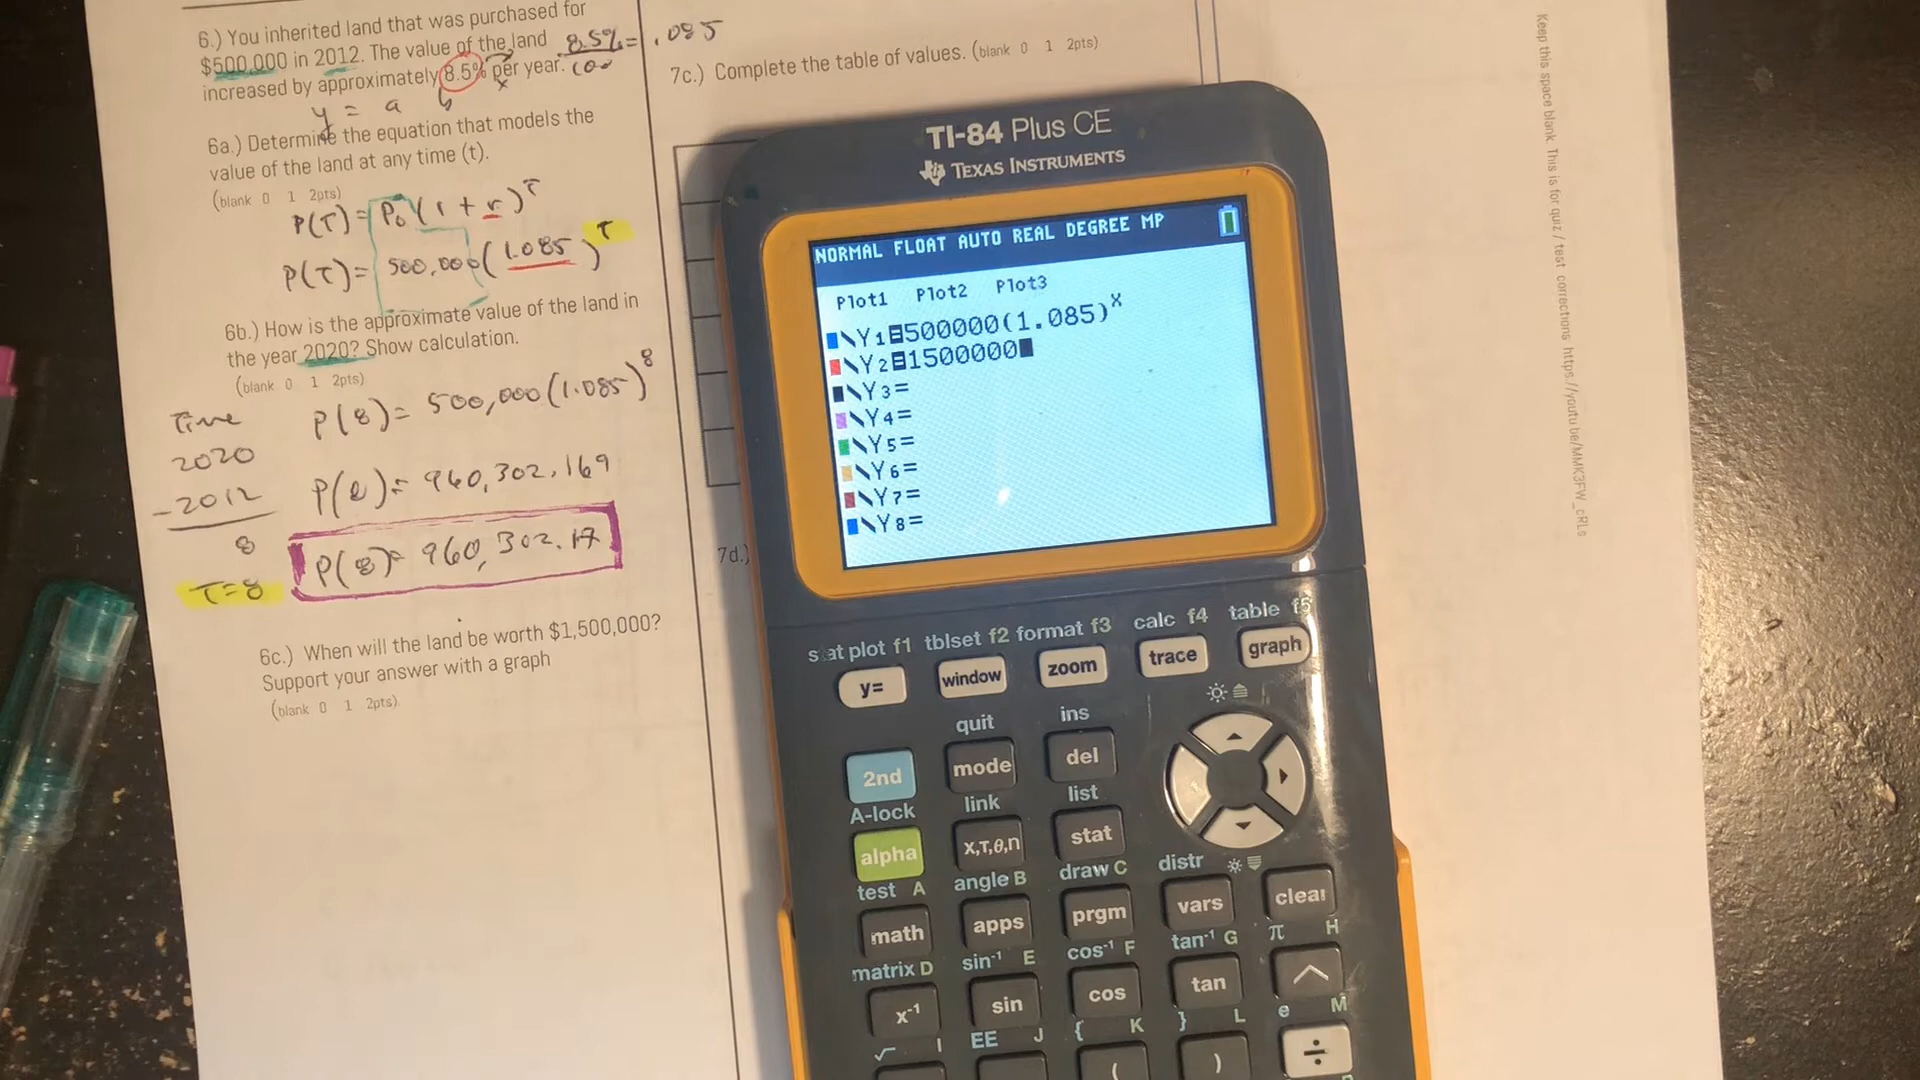 6.) You inherited land that was purchased for
$500,000 in 2012. The value of the land
increased by approximately 8.5% per year.
8.5% = .085
100
x
y = a b
6a.) Determine the equation that models the
value of the land at any time (t).
(blank 0 1 2pts)
P(T) = P₀ (1 + r)ᵀ
P(T) = 500,000 (1.085)ᵀ
6b.) How is the approximate value of the land in
the year 2020? Show calculation.
(blank 0 1 2pts)
Time
2020
-2012
8
T=8
P(8) = 500,000 (1.085)⁸
P(8) = 960,302.169
P(8) = 960,302.17
6c.) When will the land be worth $1,500,000?
Support your answer with a graph
(blank 0 1 2pts).
7c.) Complete the table of values. (blank 0 1 2pts)
7d.)
Keep this space blank. This is for quiz / test corrections https://youtu.be/MMK3FW_cRLs
TI-84 Plus CE
TEXAS INSTRUMENTS
NORMAL FLOAT AUTO REAL DEGREE MP
Plot1 Plot2 Plot3
\Y₁=500000(1.085)ˣ
\Y₂=1500000
\Y₃=
\Y₄=
\Y₅=
\Y₆=
\Y₇=
\Y₈=
stat plot f1 tblset f2 format f3 calc f4 table f5
y= window zoom trace graph
quit ins
2nd mode del
A-lock link list
alpha X,T,θ,n stat
test A angle B draw C distr
math apps prgm vars clear
matrix D sin⁻¹ E cos⁻¹ F tan⁻¹ G π H
x⁻¹ sin cos tan ^
√ I EE J { K } L e M
( ) ÷